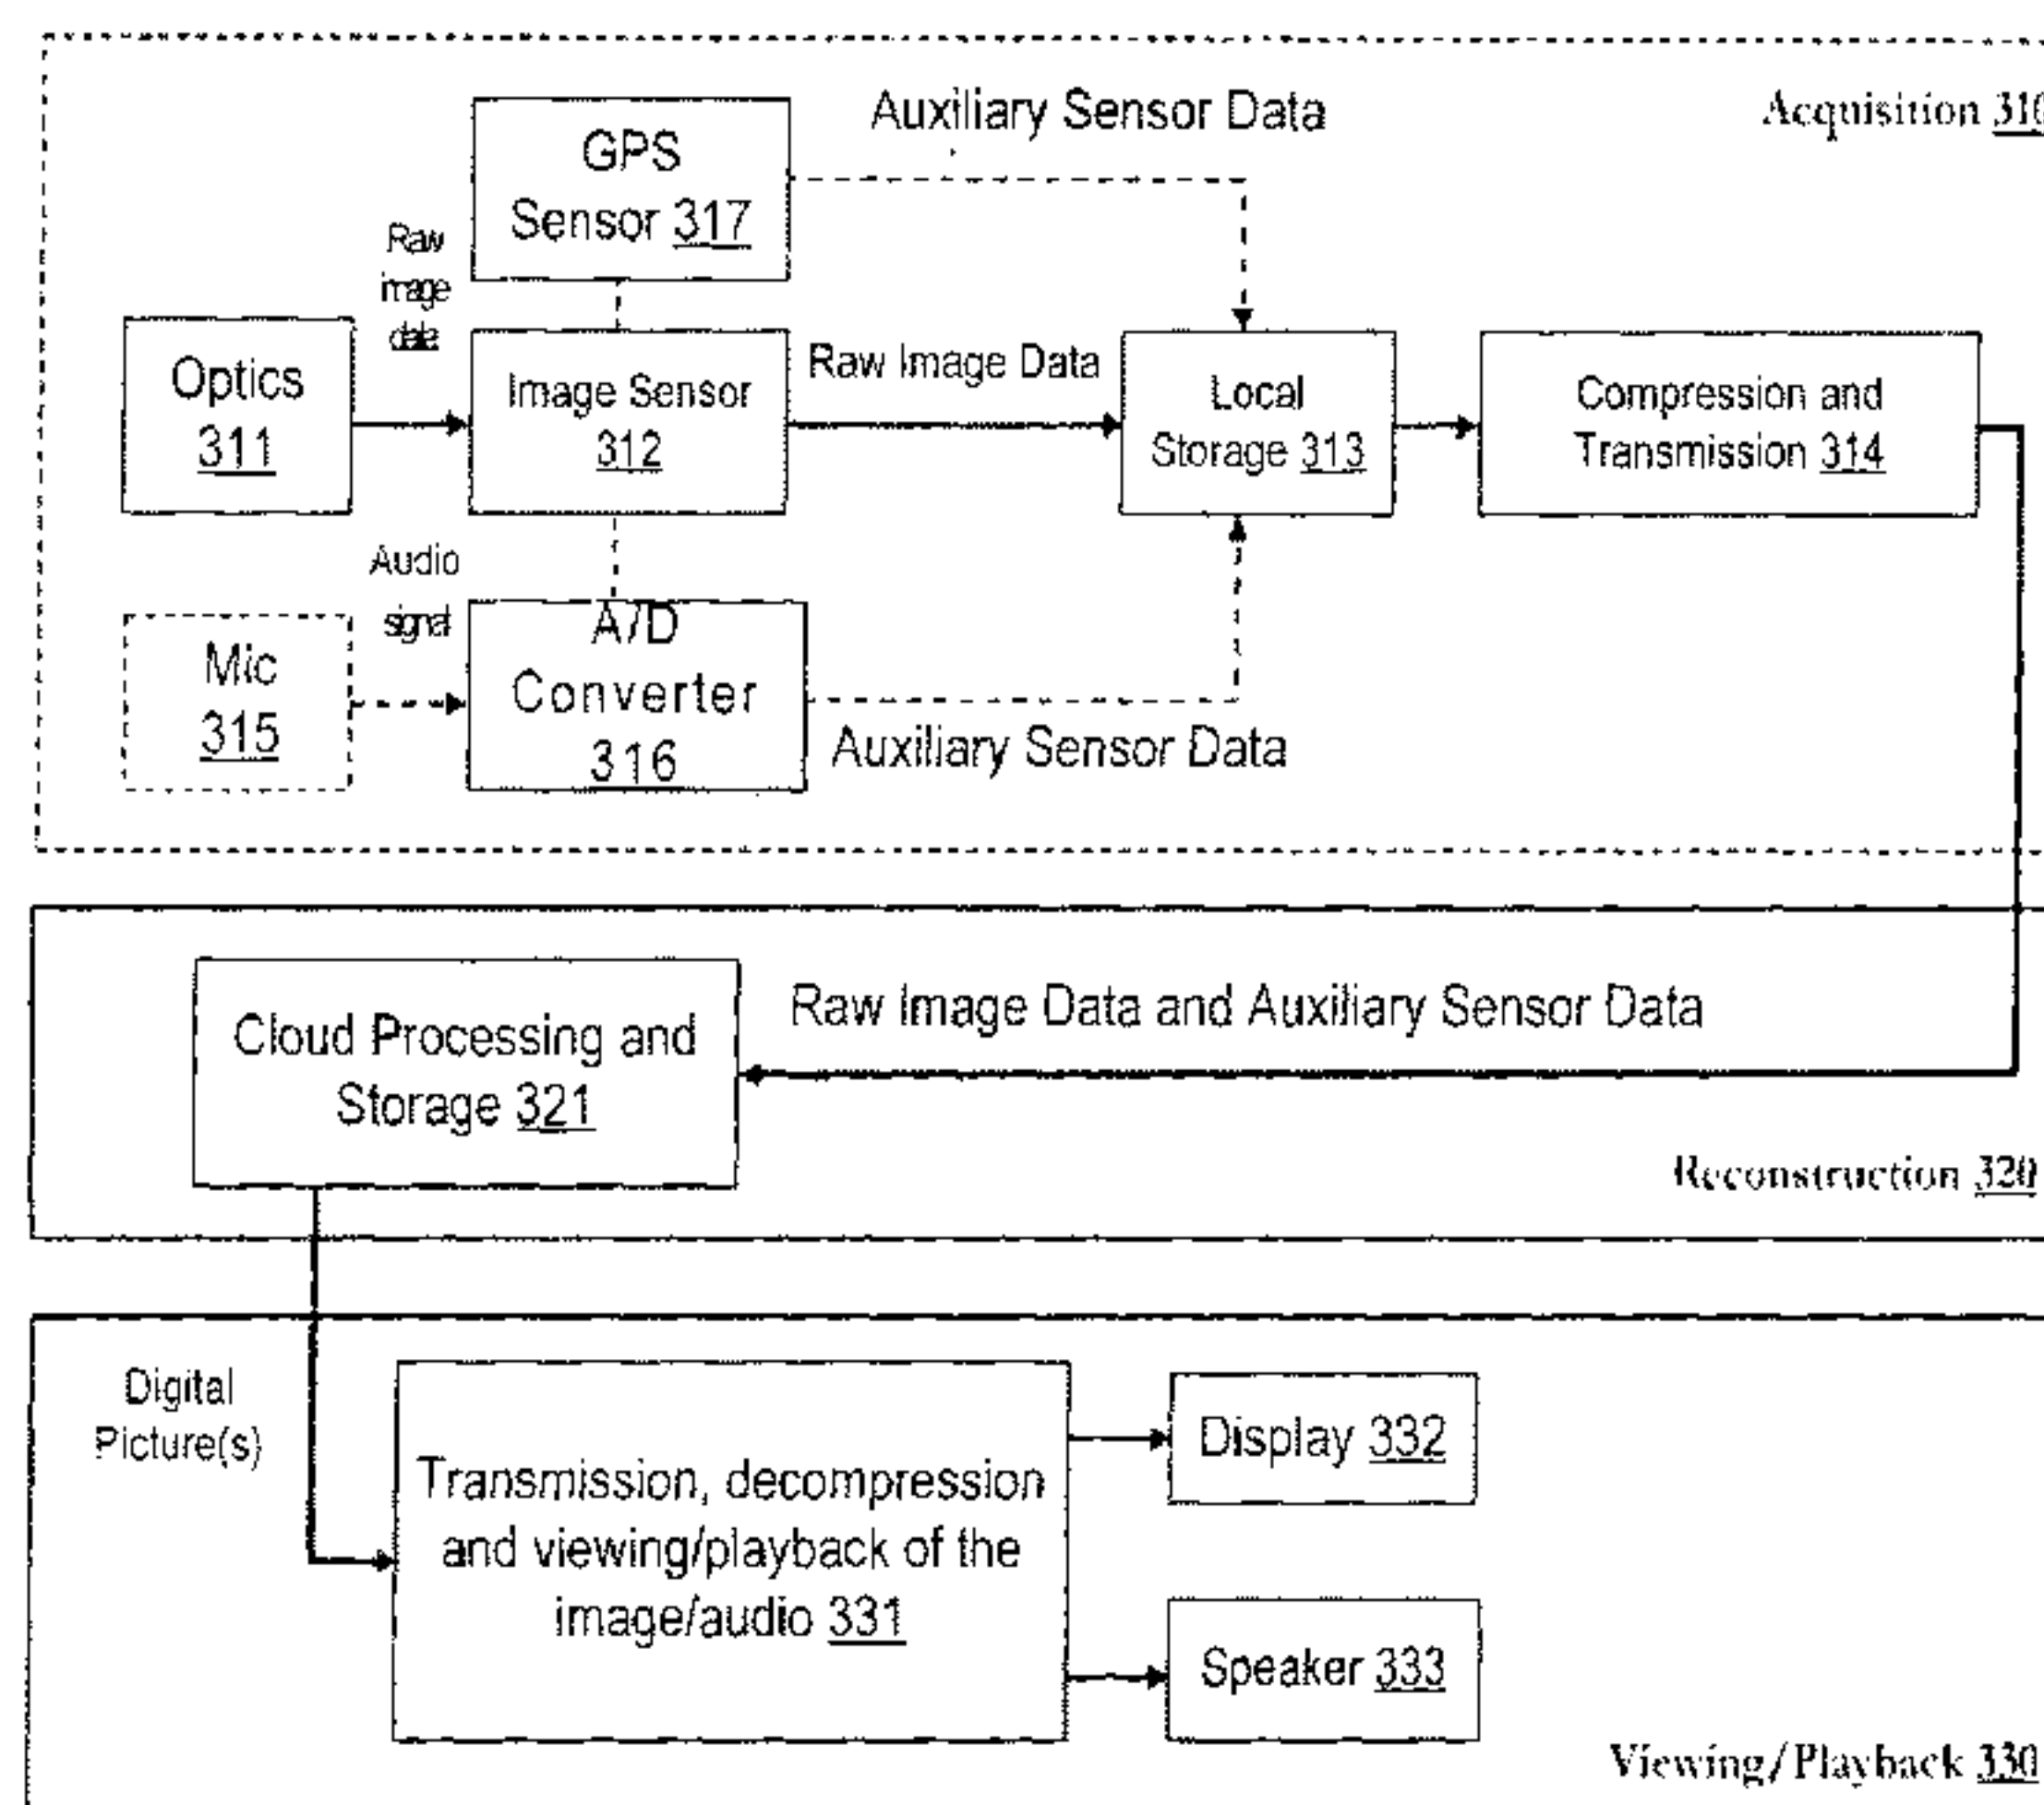 Acquisition 310
Auxiliary Sensor Data
GPS
Sensor 317
Raw
image
data
Optics
311
Image Sensor
312
Raw Image Data
Local
Storage 313
Compression and
Transmission 314
Audio
signal
Mic
315
A/D
Converter
316
Auxiliary Sensor Data
Cloud Processing and
Storage 321
Raw Image Data and Auxiliary Sensor Data
Reconstruction 320
Digital
Picture(s)
Transmission, decompression
and viewing/playback of the
image/audio 331
Display 332
Speaker 333
Viewing/Playback 330